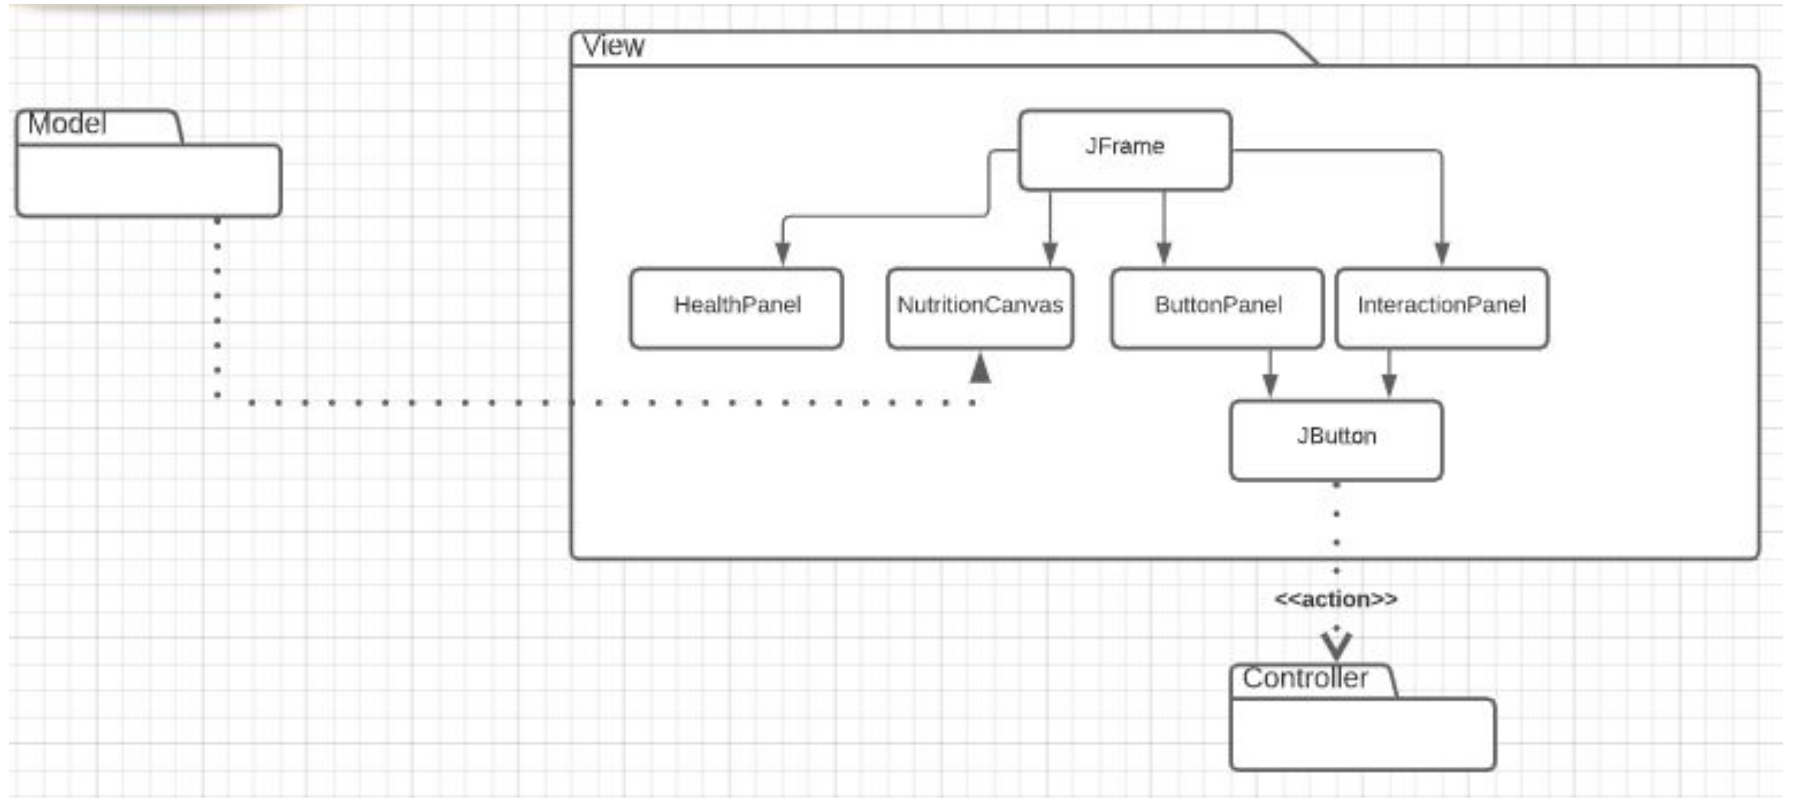 View
Model
JFrame
HealthPanel
NutritionCanvas
ButtonPanel
InteractionPanel
JButton
<<action>>
Controller